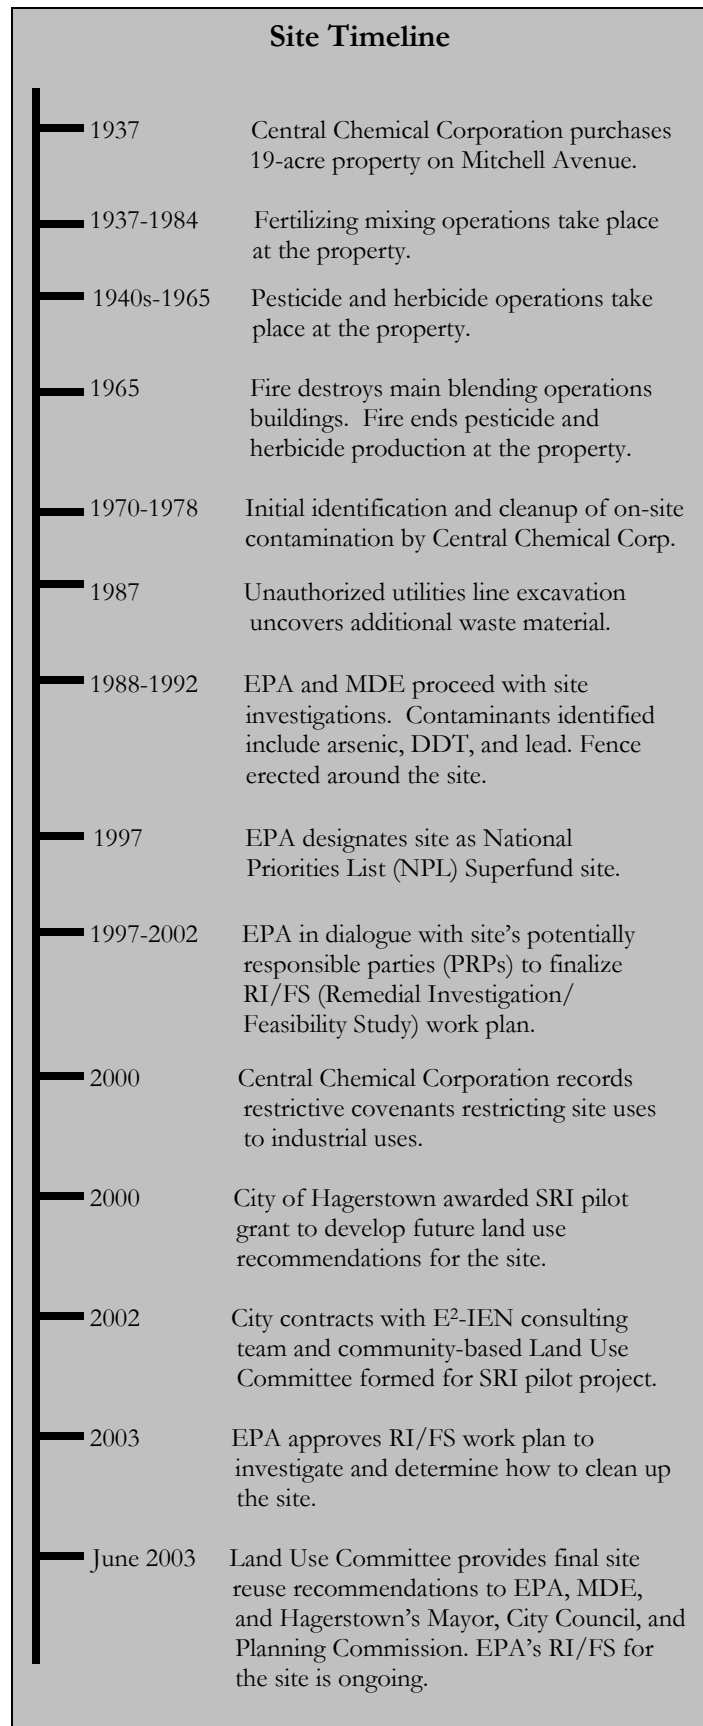 Site Timeline
1937 Central Chemical Corporation purchases
19-acre property on Mitchell Avenue.
1937-1984 Fertilizing mixing operations take place
at the property.
1940s-1965 Pesticide and herbicide operations take
place at the property.
1965 Fire destroys main blending operations
buildings. Fire ends pesticide and
herbicide production at the property.
1970-1978 Initial identification and cleanup of on-site
contamination by Central Chemical Corp.
1987 Unauthorized utilities line excavation
uncovers additional waste material.
1988-1992 EPA and MDE proceed with site
investigations. Contaminants identified
include arsenic, DDT, and lead. Fence
erected around the site.
1997 EPA designates site as National
Priorities List (NPL) Superfund site.
1997-2002 EPA in dialogue with site’s potentially
responsible parties (PRPs) to finalize
RI/FS (Remedial Investigation/
Feasibility Study) work plan.
2000 Central Chemical Corporation records
restrictive covenants restricting site uses
to industrial uses.
2000 City of Hagerstown awarded SRI pilot
grant to develop future land use
recommendations for the site.
2002 City contracts with E²-IEN consulting
team and community-based Land Use
Committee formed for SRI pilot project.
2003 EPA approves RI/FS work plan to
investigate and determine how to clean up
the site.
June 2003 Land Use Committee provides final site
reuse recommendations to EPA, MDE,
and Hagerstown’s Mayor, City Council, and
Planning Commission. EPA’s RI/FS for
the site is ongoing.